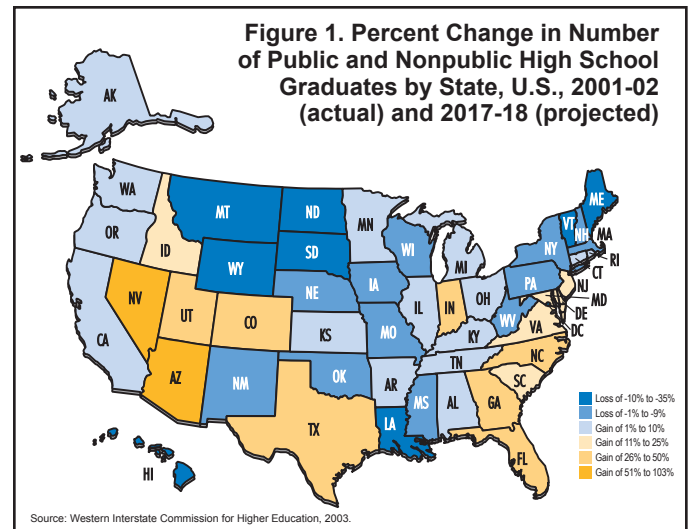 Figure 1. Percent Change in Number
of Public and Nonpublic High School
Graduates by State, U.S., 2001-02
(actual) and 2017-18 (projected)
AK
WA
MT
ND
MN
ME
VT
NH
MA
OR
ID
SD
WI
NY
RI
WY
MI
CT
IA
PA
NJ
NE
MD
NV
IL
IN
OH
DE
UT
CO
WV
VA
DC
CA
KS
MO
KY
NC
TN
AZ
NM
OK
AR
SC
MS
AL
GA
TX
LA
FL
HI
Loss of -10% to -35%
Loss of -1% to -9%
Gain of 1% to 10%
Gain of 11% to 25%
Gain of 26% to 50%
Gain of 51% to 103%
Source: Western Interstate Commission for Higher Education, 2003.